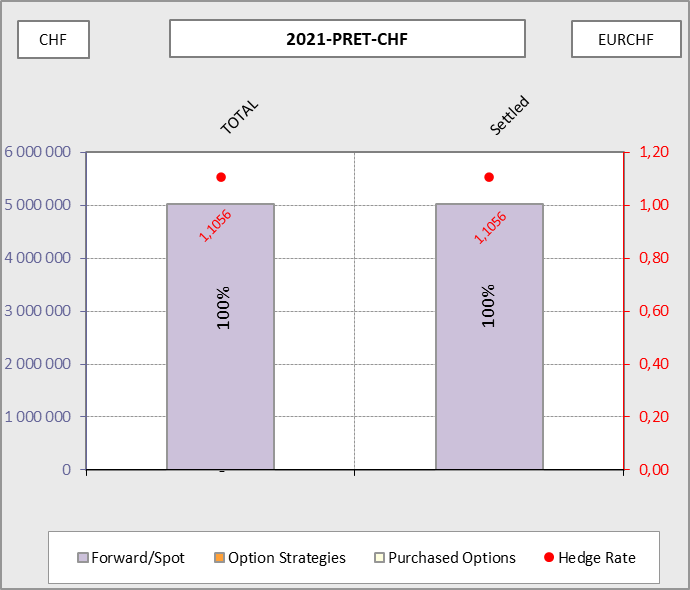 CHF
2021-PRET-CHF
EURCHF
TOTAL
Settled
6 000 000
5 000 000
4 000 000
3 000 000
2 000 000
1 000 000
0
1,20
1,00
0,80
0,60
0,40
0,20
0,00
1,1056
1,1056
100%
100%
Forward/Spot
Option Strategies
Purchased Options
Hedge Rate